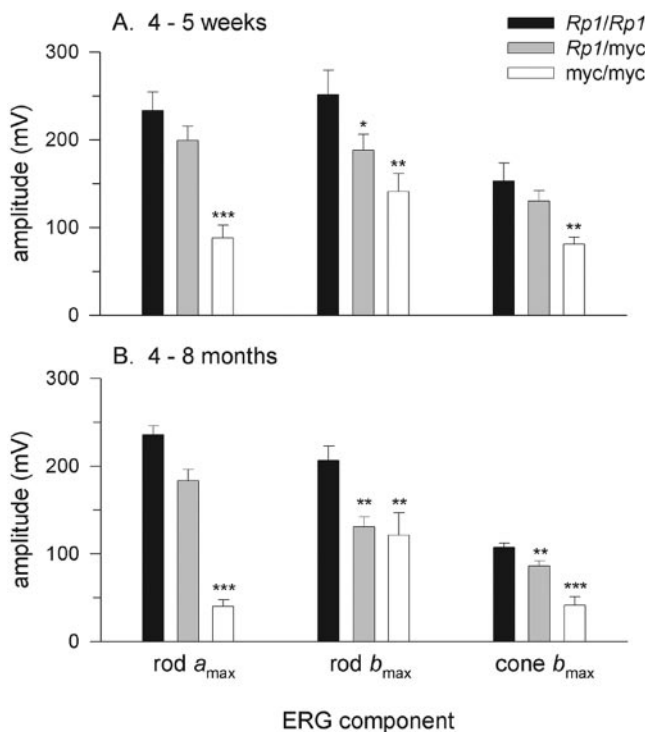 A. 4 - 5 weeks
Rp1/Rp1
Rp1/myc
myc/myc
300
200
100
0
amplitude (mV)
***
*
**
**
B. 4 - 8 months
300
200
100
0
amplitude (mV)
***
**
**
**
***
rod amax
rod bmax
cone bmax
ERG component